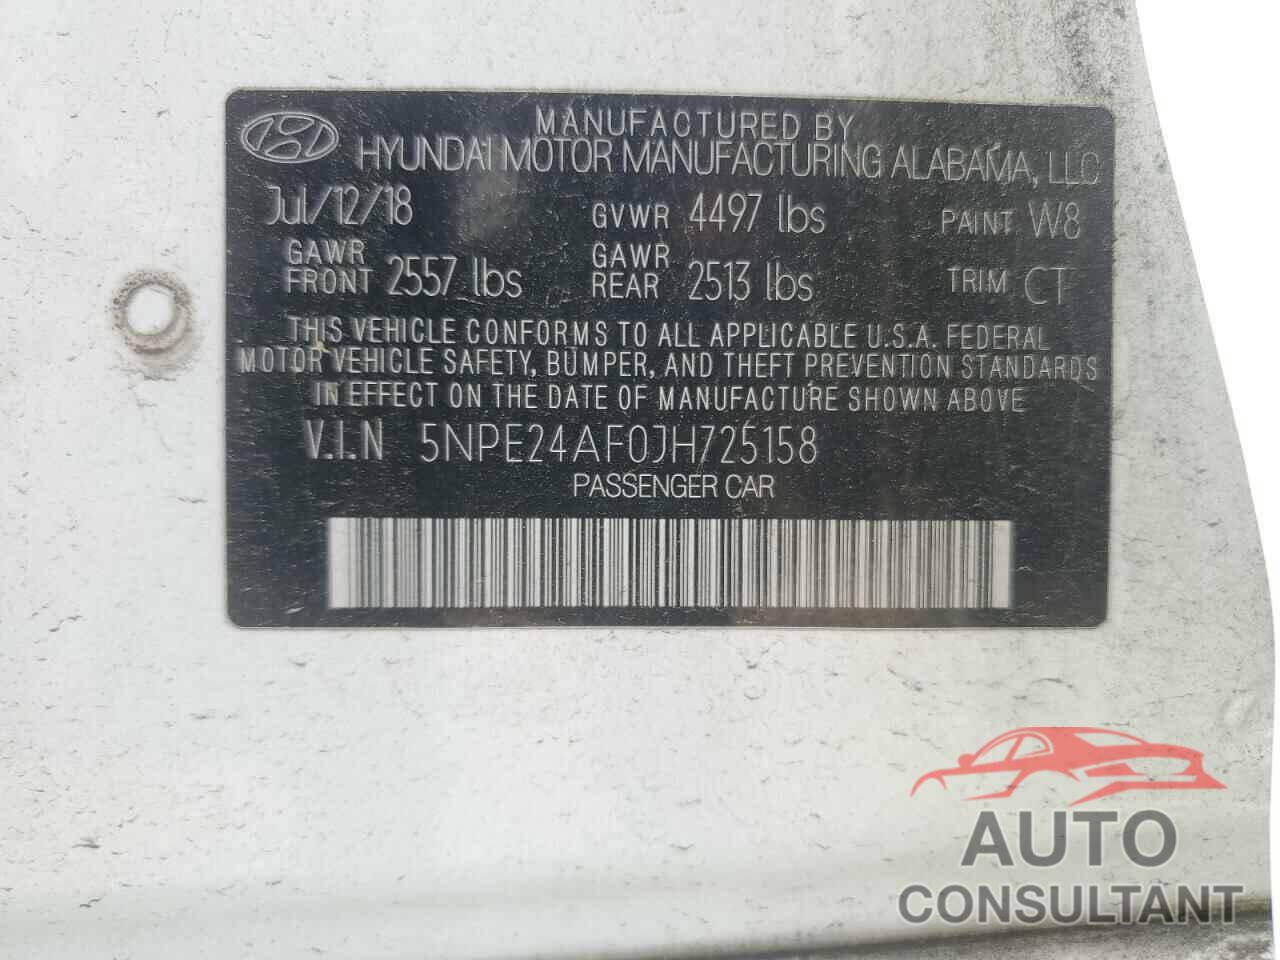 MANUFACTURED BY
HYUNDAI MOTOR MANUFACTURING ALABAMA, LLC
Jul/12/18 GVWR 4497 lbs PAINT W8
GAWR FRONT 2557 lbs GAWR REAR 2513 lbs TRIM CT
THIS VEHICLE CONFORMS TO ALL APPLICABLE U.S.A. FEDERAL
MOTOR VEHICLE SAFETY, BUMPER, AND THEFT PREVENTION STANDARDS
IN EFFECT ON THE DATE OF MANUFACTURE SHOWN ABOVE
V.I.N 5NPE24AF0JH725158
PASSENGER CAR
AUTO
CONSULTANT